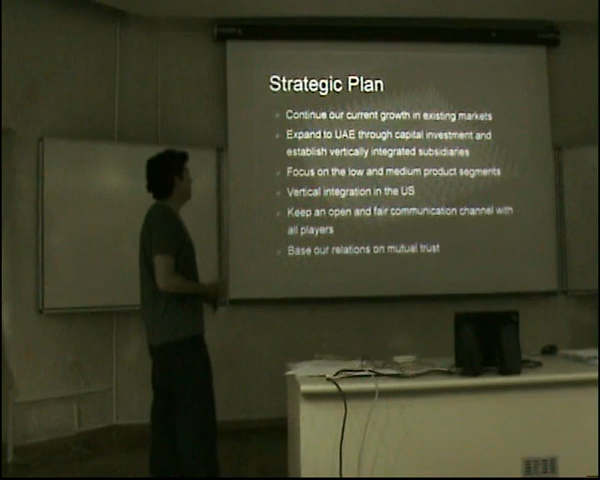 Strategic Plan
Continue our current growth in existing markets
Expand to UAE through capital investment and
establish vertically integrated subsidiaries
Focus on the low and medium product segments
Vertical integration in the US
Keep an open and fair communication channel with
all players
Base our relations on mutual trust